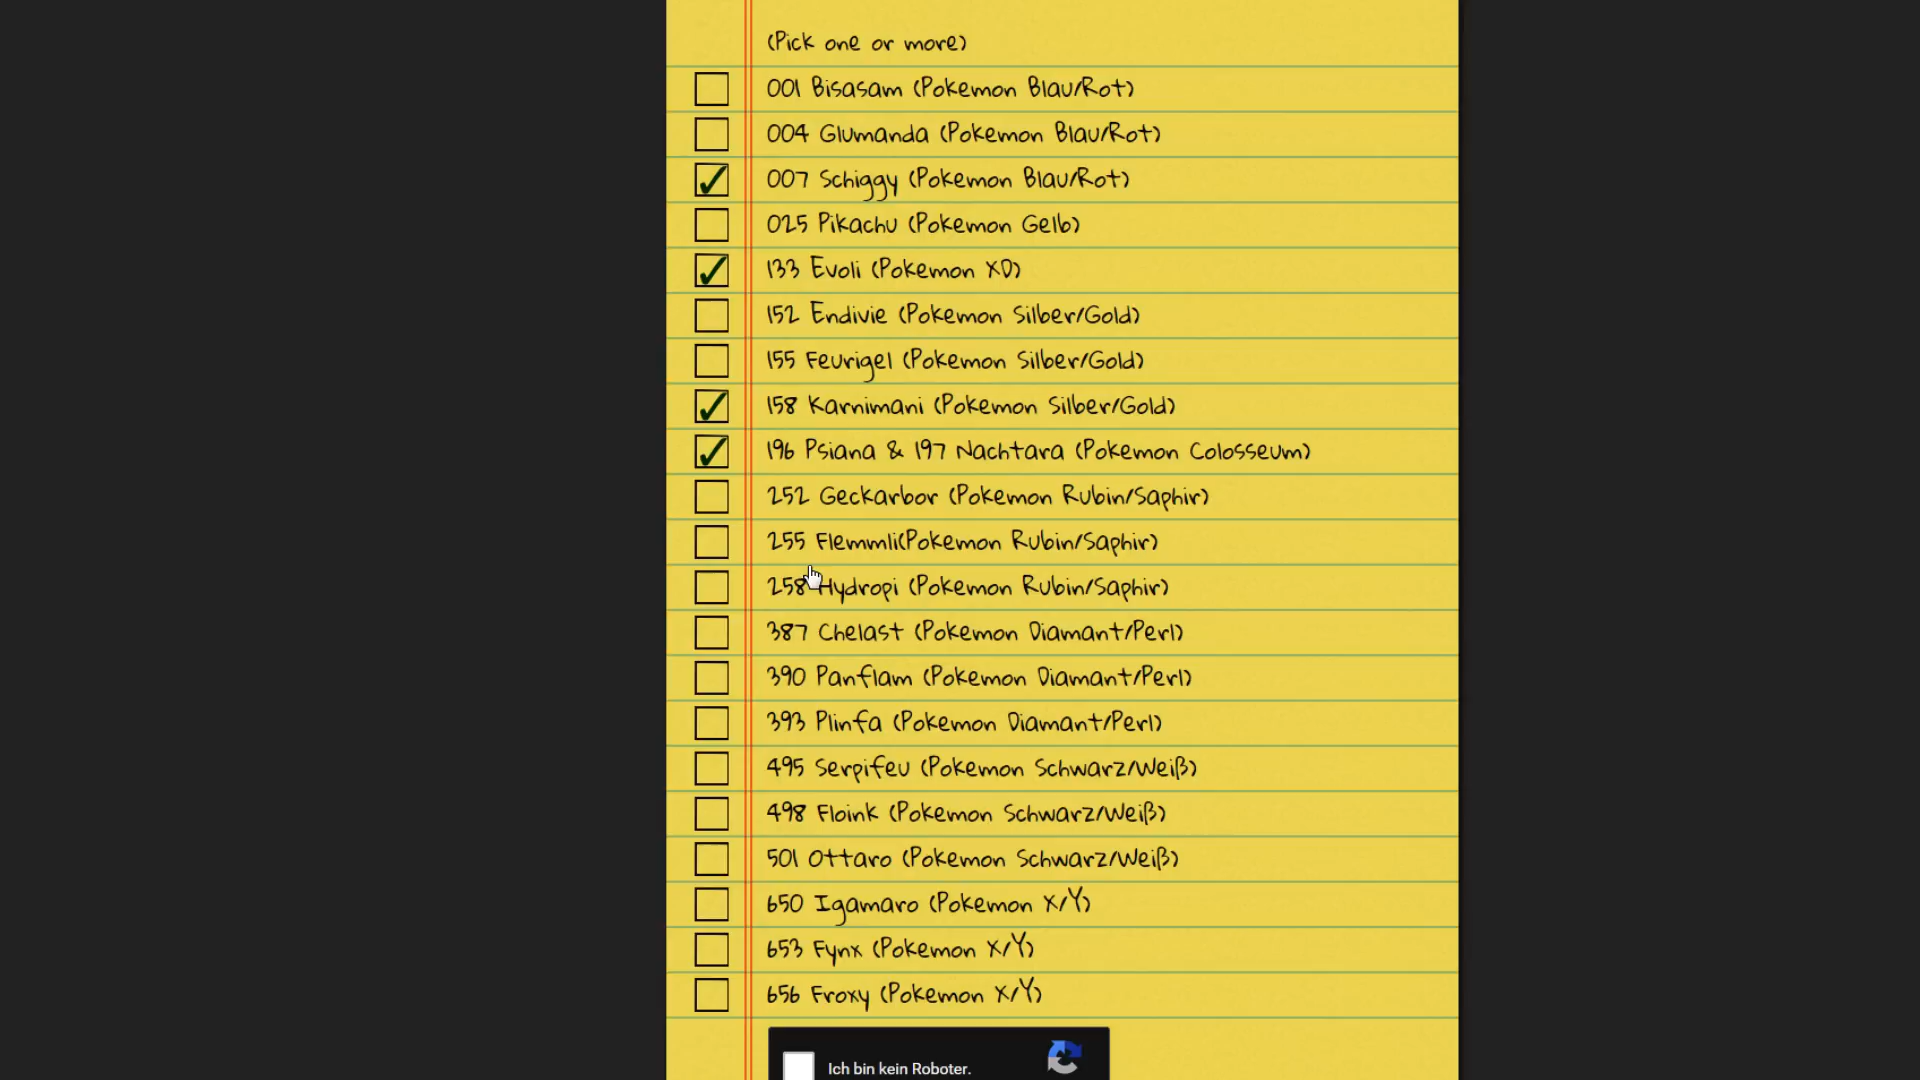 (Pick one or more)
001 Bisasam (Pokemon Blau/Rot)
004 Glumanda (Pokemon Blau/Rot)
007 Schiggy (Pokemon Blau/Rot)
025 Pikachu (Pokemon Gelb)
133 Evoli (Pokemon XD)
152 Endivie (Pokemon Silber/Gold)
155 Feurigel (Pokemon Silber/Gold)
158 Karnimani (Pokemon Silber/Gold)
196 Psiana & 197 Nachtara (Pokemon Colosseum)
252 Geckarbor (Pokemon Rubin/Saphir)
255 Flemmli(Pokemon Rubin/Saphir)
258 Hydropi (Pokemon Rubin/Saphir)
387 Chelast (Pokemon Diamant/Perl)
390 Panflam (Pokemon Diamant/Perl)
393 Plinfa (Pokemon Diamant/Perl)
495 Serpifeu (Pokemon Schwarz/Weiß)
498 Floink (Pokemon Schwarz/Weiß)
501 Ottaro (Pokemon Schwarz/Weiß)
650 Igamaro (Pokemon X/Y)
653 Fynx (Pokemon X/Y)
656 Froxy (Pokemon X/Y)
Ich bin kein Roboter.